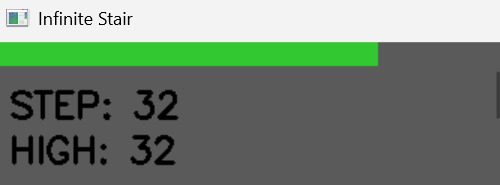 Infinite Stair
STEP: 32
HIGH: 32